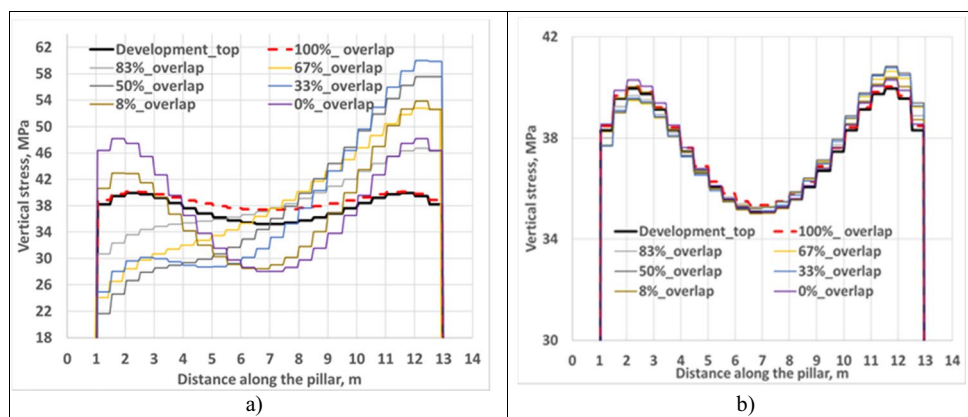 Vertical stress, MPa
62
58
54
50
46
42
38
34
30
26
22
18
Development_top 100%_ overlap
83%_overlap 67%_overlap
50%_overlap 33%_overlap
8%_overlap 0%_overlap
0 1 2 3 4 5 6 7 8 9 10 11 12 13 14
Distance along the pillar, m
a)
Vertical stress, MPa
42
38
34
30
Development_top 100%_overlap
83%_overlap 67%_overlap
50%_overlap 33%_overlap
8%_overlap 0%_overlap
0 1 2 3 4 5 6 7 8 9 10 11 12 13 14
Distance along the pillar, m
b)